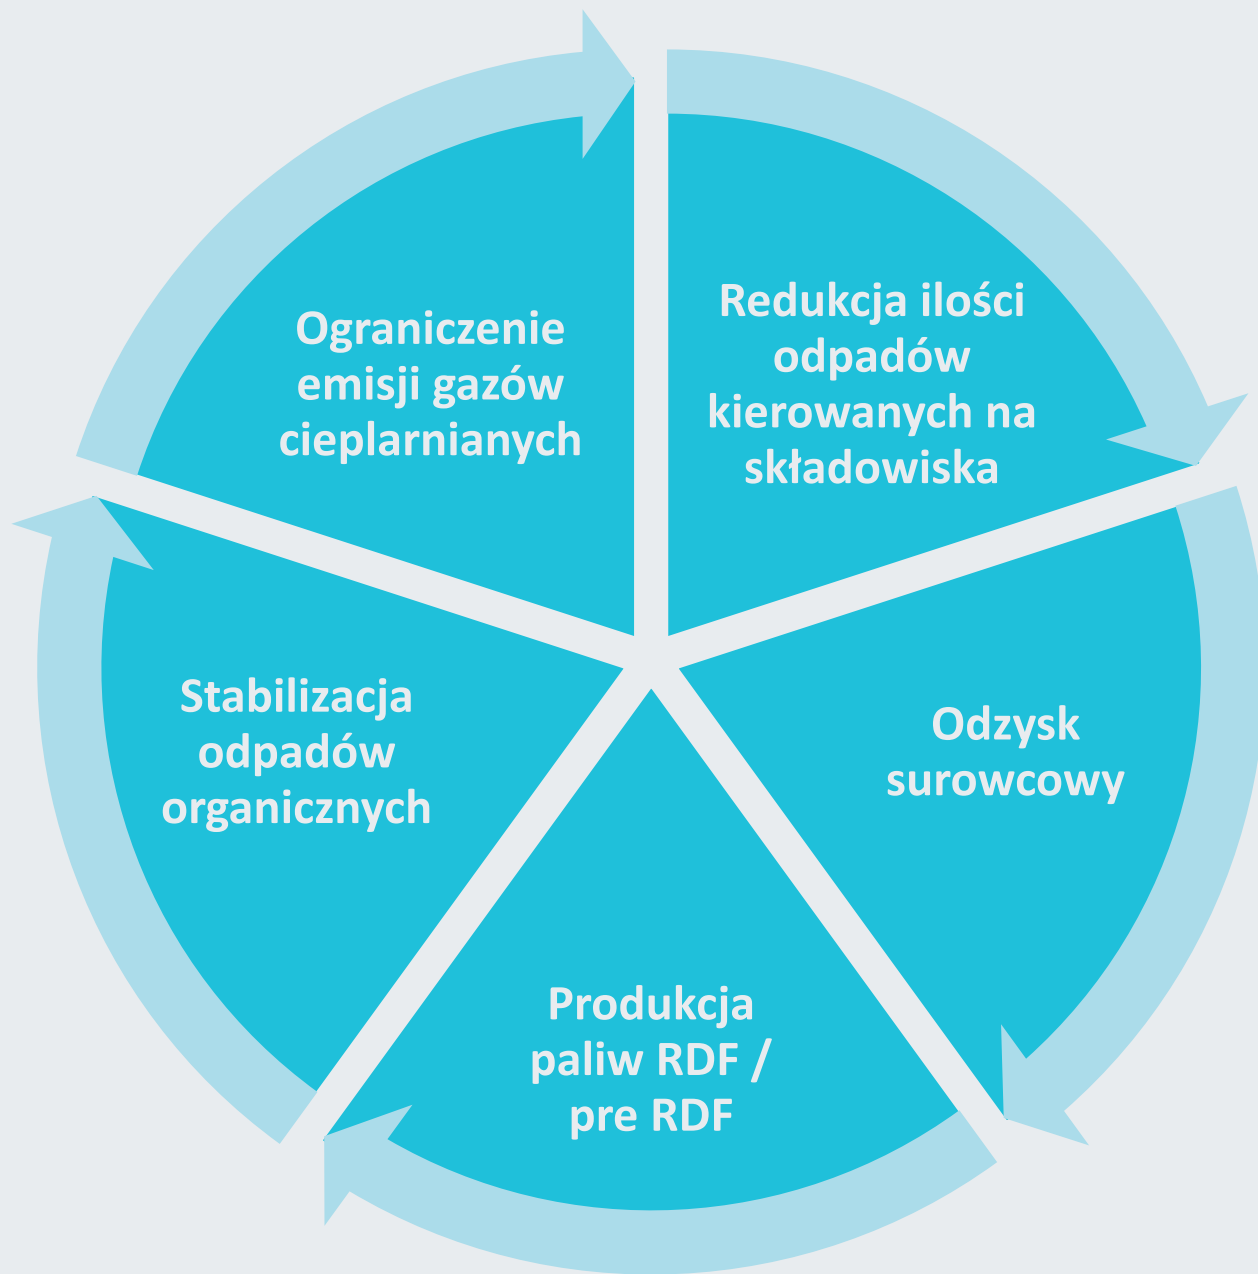 Ograniczenie
emisji gazów
cieplarnianych
Redukcja ilości
odpadów
kierowanych na
składowiska
Odzysk
surowcowy
Produkcja
paliw RDF /
pre RDF
Stabilizacja
odpadów
organicznych